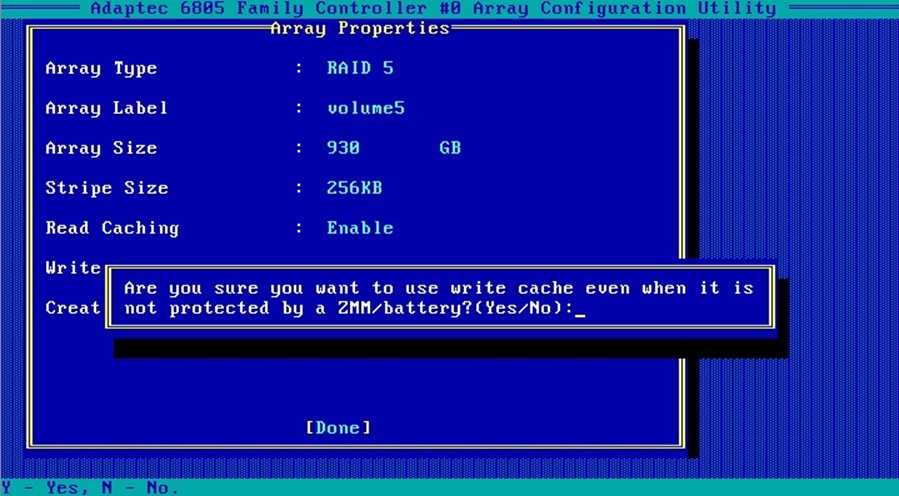 Adaptec 6805 Family Controller #0 Array Configuration Utility
Array Properties
Array Type : RAID 5
Array Label : volume5
Array Size : 930 GB
Stripe Size : 256KB
Read Caching : Enable
Write
Are you sure you want to use write cache even when it is
not protected by a ZMM/battery?(Yes/No):_
Creat
[Done]
Y - Yes, N - No.